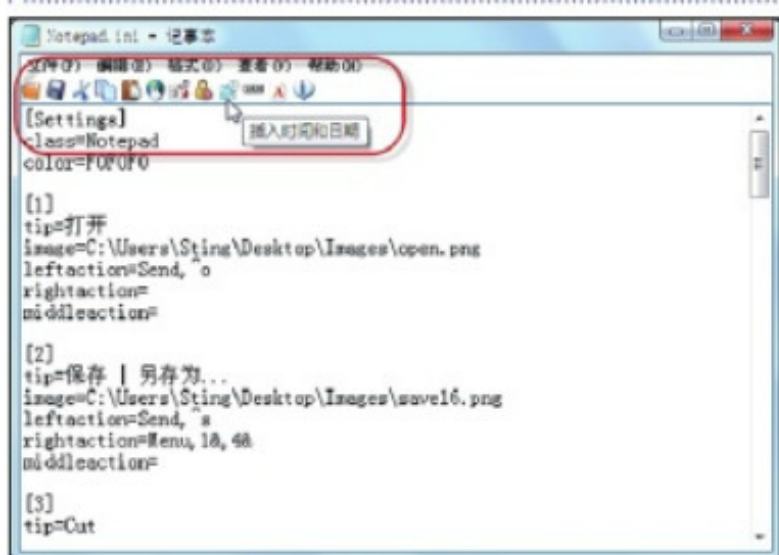 Notepad.ini - 记事本
文件(F) 编辑(E) 格式(O) 查看(V) 帮助(H)
插入时间和日期
[Settings]
class=Notepad
color=F0F0F0
[1]
tip=打开
image=C:\Users\Sting\Desktop\Images\open.png
leftaction=Send, ^o
rightaction=
middleaction=
[2]
tip=保存 | 另存为...
image=C:\Users\Sting\Desktop\Images\save16.png
leftaction=Send, ^s
rightaction=Menu, 1&, 4&
middleaction=
[3]
tip=Cut